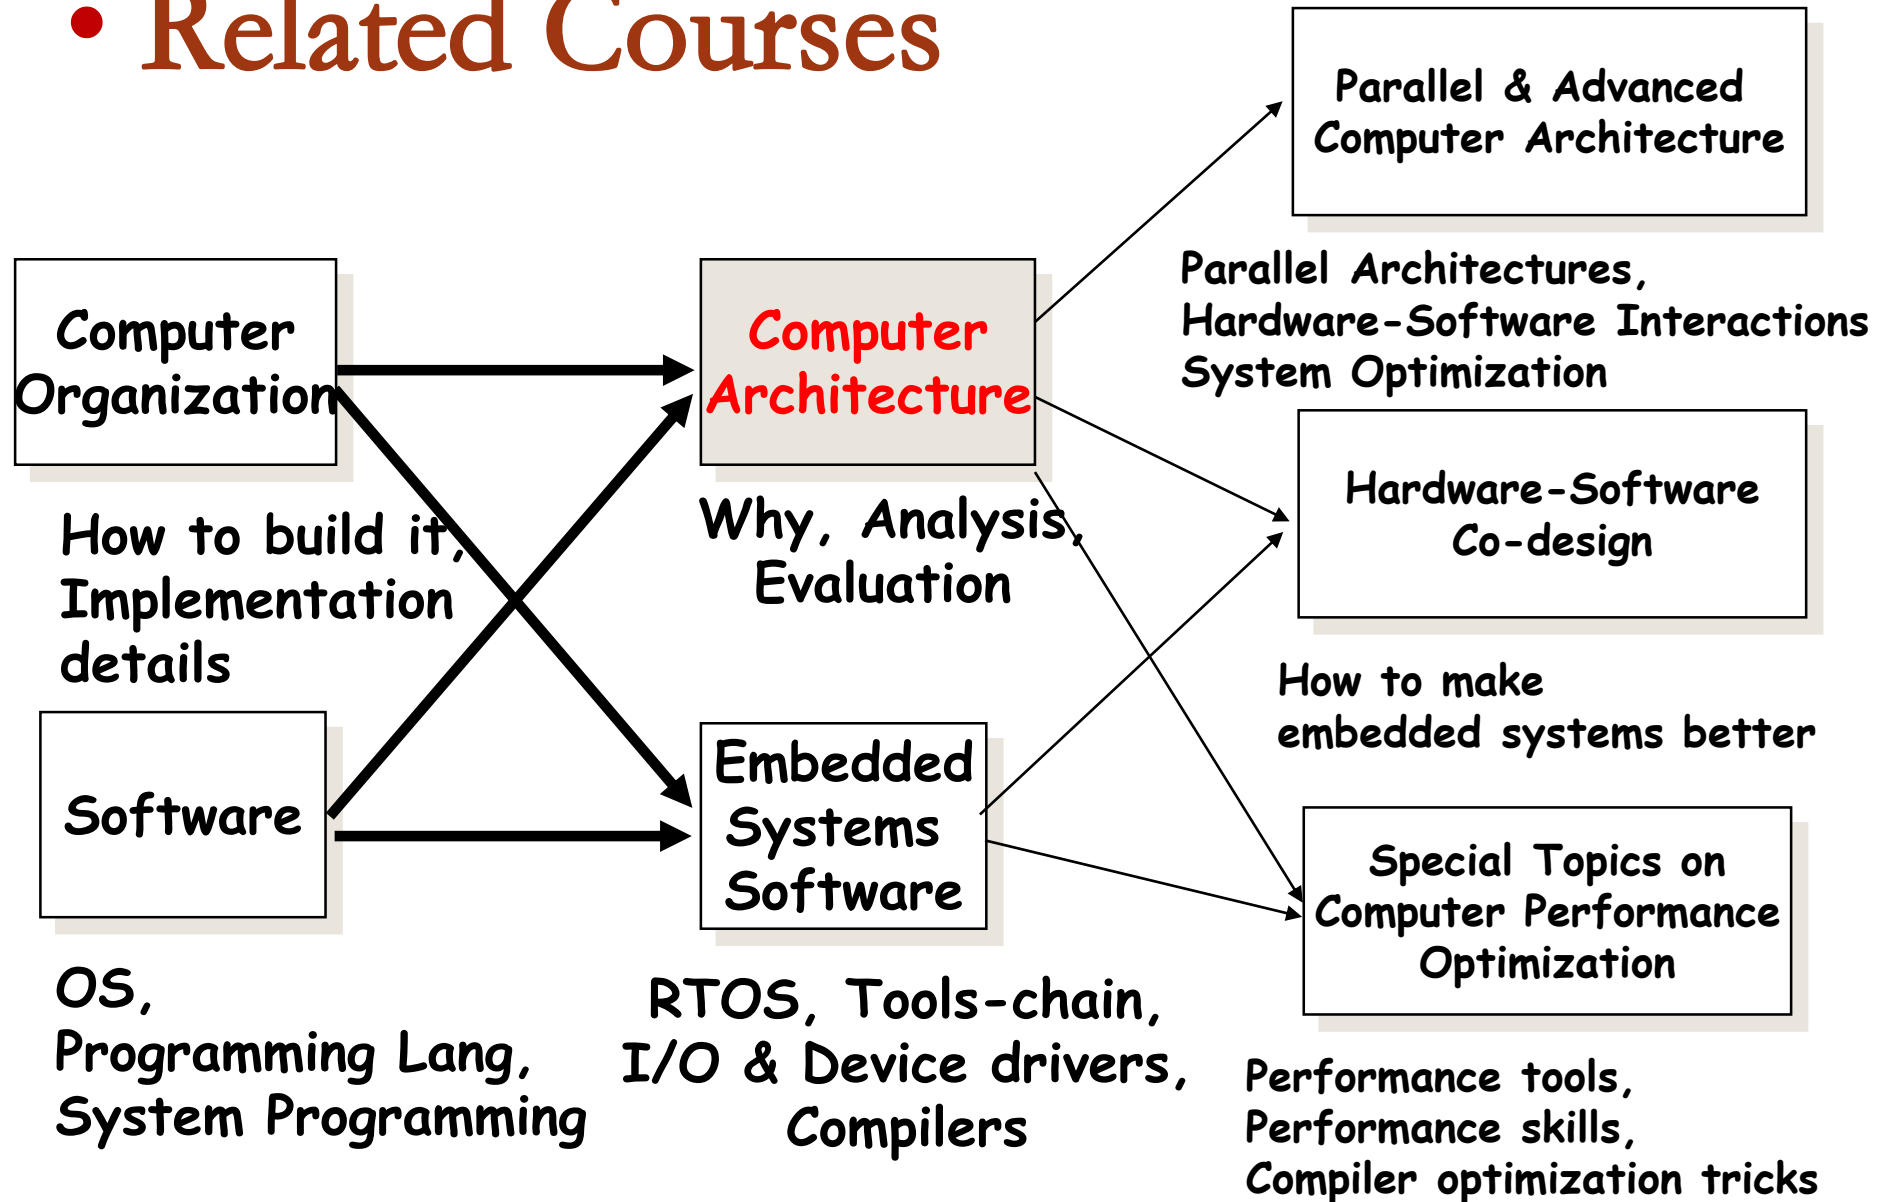 • Related Courses
Parallel & Advanced
Computer Architecture
Parallel Architectures,
Hardware-Software Interactions
System Optimization
Computer
Organization
How to build it,
Implementation
details
Computer
Architecture
Why, Analysis,
Evaluation
Hardware-Software
Co-design
How to make
embedded systems better
Software
OS,
Programming Lang,
System Programming
Embedded
Systems
Software
RTOS, Tools-chain,
I/O & Device drivers,
Compilers
Special Topics on
Computer Performance
Optimization
Performance tools,
Performance skills,
Compiler optimization tricks